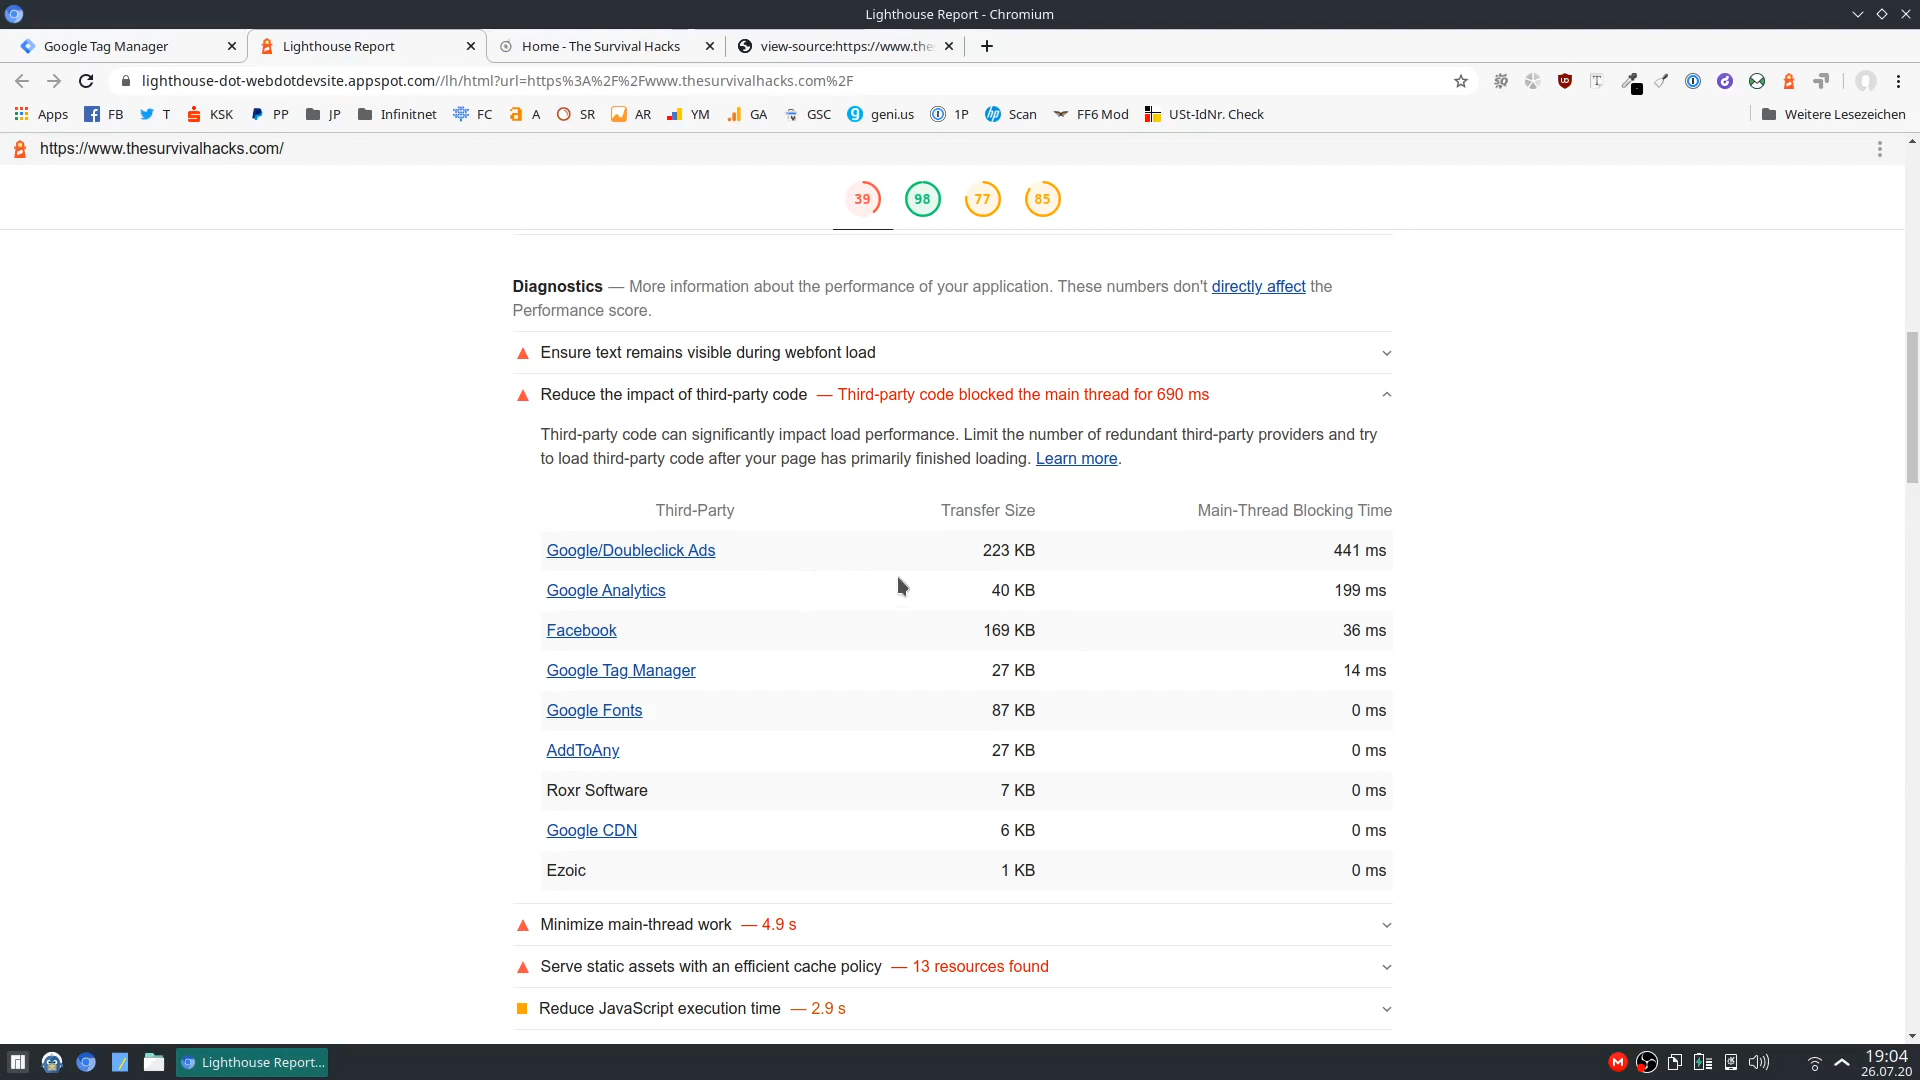 Lighthouse Report - Chromium
Google Tag Manager
Lighthouse Report
Home - The Survival Hacks
view-source:https://www.the
lighthouse-dot-webdotdevsite.appspot.com//lh/html?url=https%3A%2F%2Fwww.thesurvivalhacks.com%2F
Apps FB T KSK PP JP Infinitnet FC A SR AR YM GA GSC geni.us 1P Scan FF6 Mod USt-IdNr. Check Weitere Lesezeichen
https://www.thesurvivalhacks.com/
39 98 77 85
Diagnostics — More information about the performance of your application. These numbers don't directly affect the
Performance score.
Ensure text remains visible during webfont load
Reduce the impact of third-party code — Third-party code blocked the main thread for 690 ms
Third-party code can significantly impact load performance. Limit the number of redundant third-party providers and try
to load third-party code after your page has primarily finished loading. Learn more.
Third-Party Transfer Size Main-Thread Blocking Time
Google/Doubleclick Ads 223 KB 441 ms
Google Analytics 40 KB 199 ms
Facebook 169 KB 36 ms
Google Tag Manager 27 KB 14 ms
Google Fonts 87 KB 0 ms
AddToAny 27 KB 0 ms
Roxr Software 7 KB 0 ms
Google CDN 6 KB 0 ms
Ezoic 1 KB 0 ms
Minimize main-thread work — 4.9 s
Serve static assets with an efficient cache policy — 13 resources found
Reduce JavaScript execution time — 2.9 s
Lighthouse Report...
19:04
26.07.20